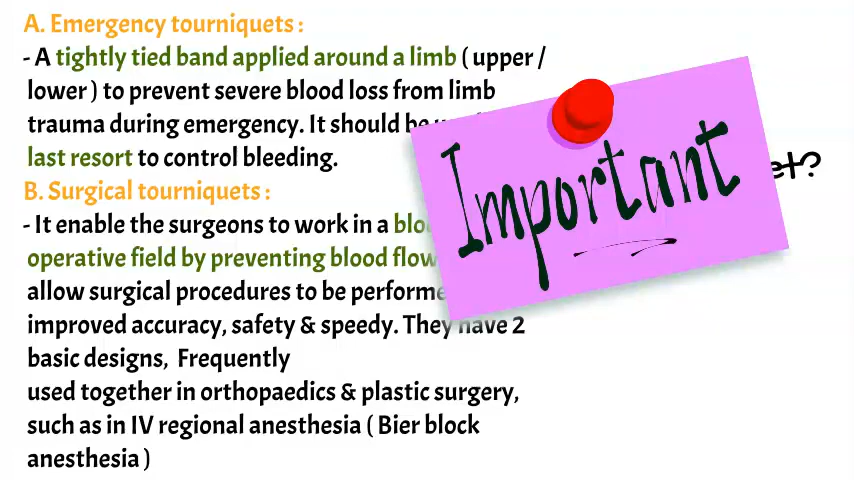 A. Emergency tourniquets :
- A tightly tied band applied around a limb ( upper /
lower ) to prevent severe blood loss from limb
trauma during emergency. It should be
last resort to control bleeding.
B. Surgical tourniquets :
- It enable the surgeons to work in a
operative field by preventing blood flow
allow surgical procedures to be
improved accuracy, safety & speedy. They have 2
basic designs, Frequently
used together in orthopaedics & plastic surgery,
such as in IV regional anesthesia ( Bier block
anesthesia )
Important